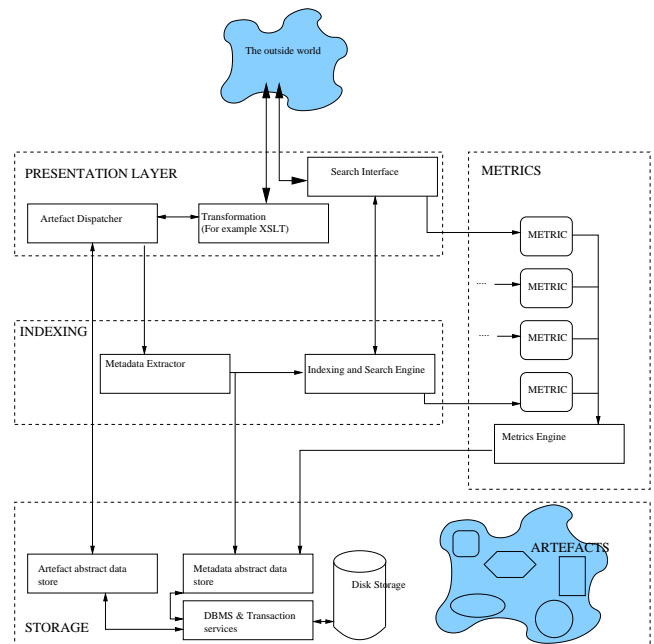 The outside world
PRESENTATION LAYER
Search Interface
METRICS
Artefact Dispatcher
Transformation
(For example XSLT)
METRIC
....
METRIC
INDEXING
....
METRIC
Metadata Extractor
Indexing and Search Engine
METRIC
Metrics Engine
ARTEFACTS
Artefact abstract data
store
Metadata abstract data
store
Disk Storage
DBMS & Transaction
services
STORAGE